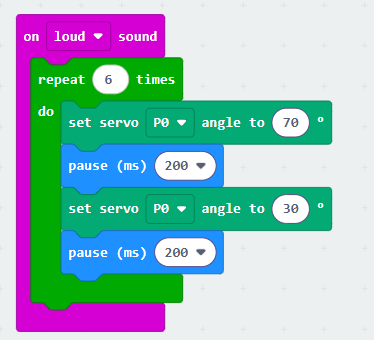 on loud sound
repeat 6 times
do
set servo P0 angle to 70 °
pause (ms) 200
set servo P0 angle to 30 °
pause (ms) 200